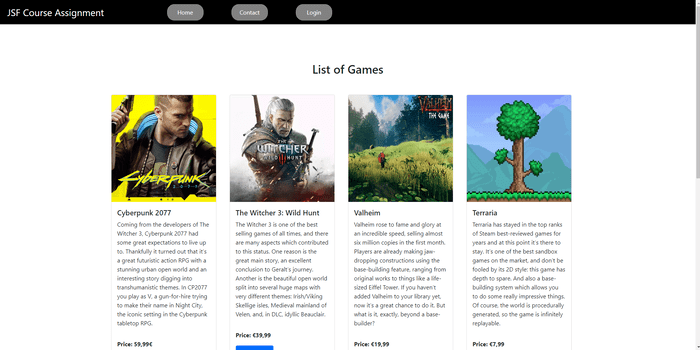 JSF Course Assignment
Home
Contact
Login
List of Games
CYBERPUNK
THE
WITCHER
WILD HUNT
VALHEIM
THE GAME
Cyberpunk 2077
Coming from the developers of The
Witcher 3, Cyberpunk 2077 had
some great expectations to live up
to. Thankfully it turned out that it's
a great futuristic action RPG with a
stunning urban open world and an
interesting story digging into
transhumanistic themes. In CP2077
you play as V, a gun-for-hire trying
to make their name in Night City,
the iconic setting in the Cyberpunk
tabletop RPG.
Price: 59,99€
The Witcher 3: Wild Hunt
The Witcher 3 is one of the best
selling games of all times, and there
are many aspects which contributed
to this status. One reason is the
great main story, an excellent
conclusion to Geralt's journey.
Another is the beautiful open world
split into several huge maps with
very different themes: Irish/Viking
Skellige isles, Medieval mainland of
Velen, and, in DLC, idyllic Beauclair.
Price: €39,99
Valheim
Valheim rose to fame and glory at
an incredible speed, selling almost
six million copies in the first month.
Players are already making jaw-
dropping constructions using the
base-building feature, ranging from
original works to things like a life-
sized Eiffel Tower. If you haven't
added Valheim to your library yet,
now it's a great chance to do it. But
what is it, exactly, beyond a base-
builder?
Price: €19,99
Terraria
Terraria has stayed in the top ranks
of Steam best-reviewed games for
years and at this point it's there to
stay. It's one of the best sandbox
games on the market, and don't be
fooled by its 2D style: this game has
depth to spare. And also a base-
building system which allows you
to do some really impressive things.
Of course, the world is procedurally
generated, so the game is infinitely
replayable.
Price: €7,99